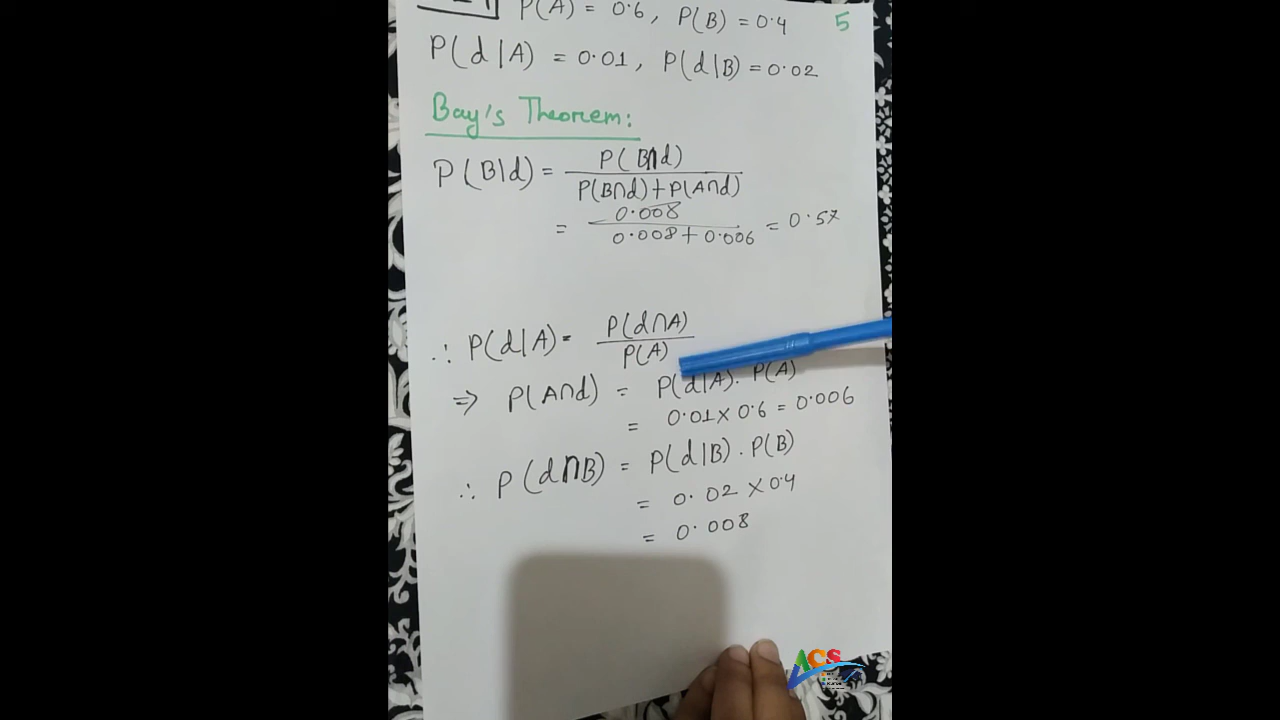 P(A) = 0.6, P(B) = 0.4
5
P(d|A) = 0.01, P(d|B) = 0.02
Bay's Theorem:
P(B|d) = P(B∩d) / P(B∩d)+P(A∩d)
= 0.008 / 0.008+0.006 = 0.57
∴ P(d|A) = P(d∩A) / P(A)
⇒ P(A∩d) = P(d|A). P(A)
= 0.01 × 0.6 = 0.006
∴ P(d∩B) = P(d|B) . P(B)
= 0.02 × 0.4
= 0.008
ACS